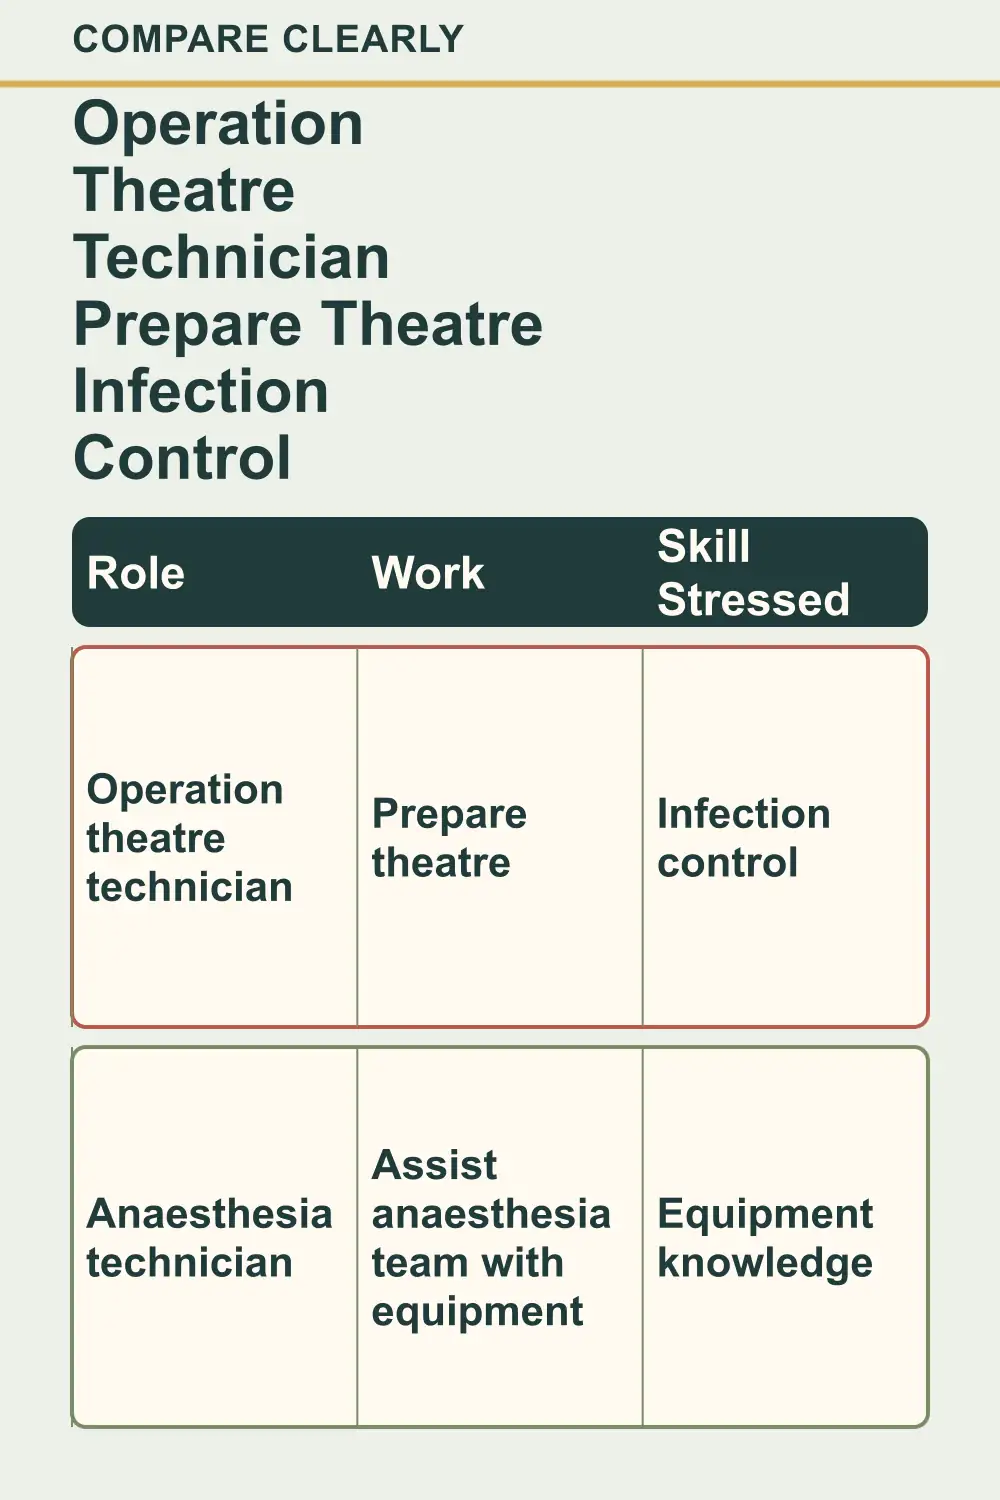 COMPARE CLEARLY
Operation
Theatre
Technician
Prepare Theatre
Infection
Control
Role
Work
Skill
Stressed
Operation
theatre
technician
Prepare
theatre
Infection
control
Anaesthesia
technician
Assist
anaesthesia
team with
equipment
Equipment
knowledge